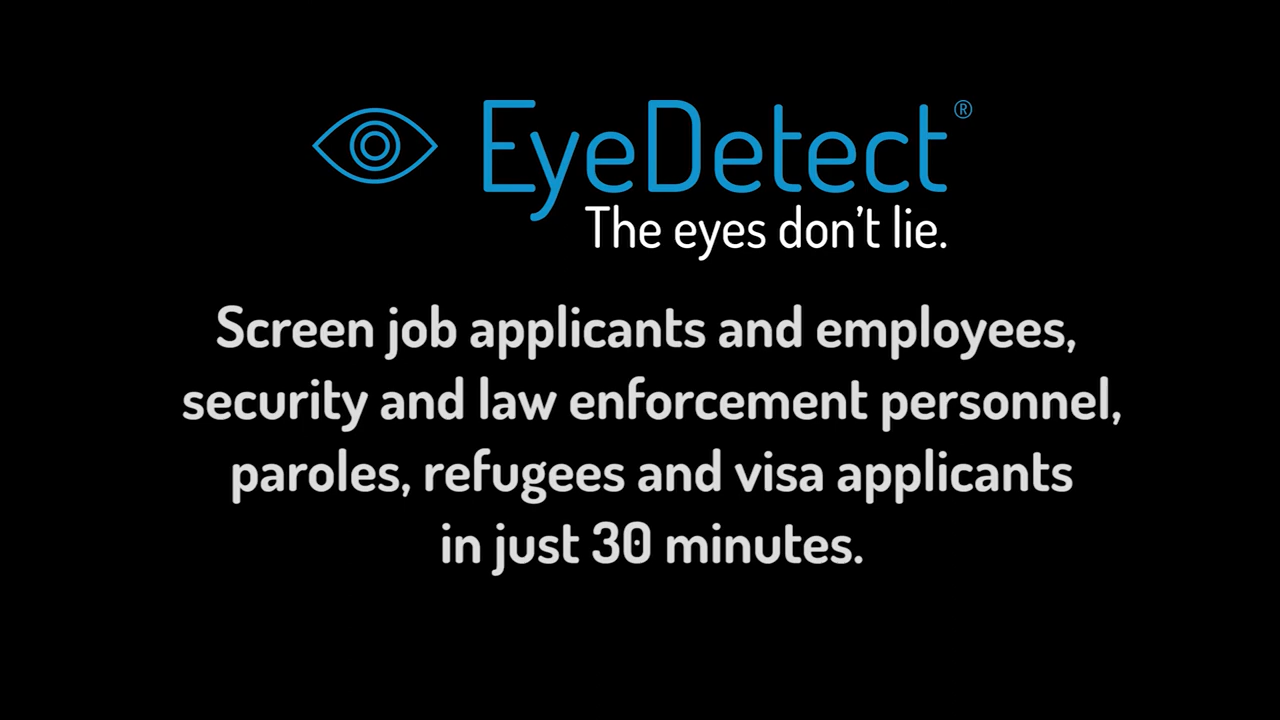 EyeDetect®
The eyes don’t lie.
Screen job applicants and employees,
security and law enforcement personnel,
paroles, refugees and visa applicants
in just 30 minutes.